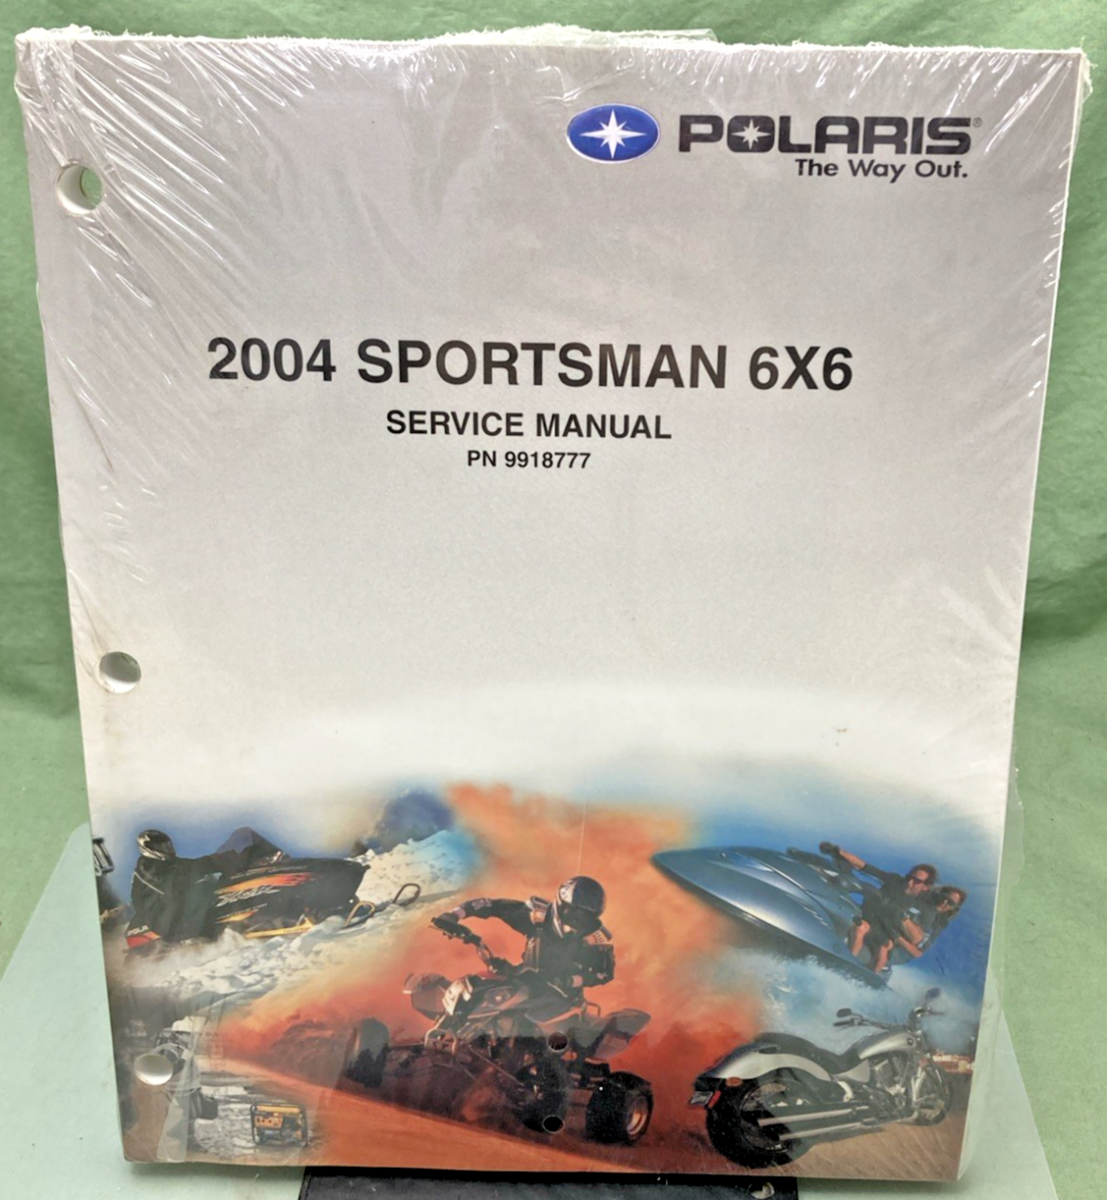 POLARIS®
The Way Out.
2004 SPORTSMAN 6X6
SERVICE MANUAL
PN 9918777